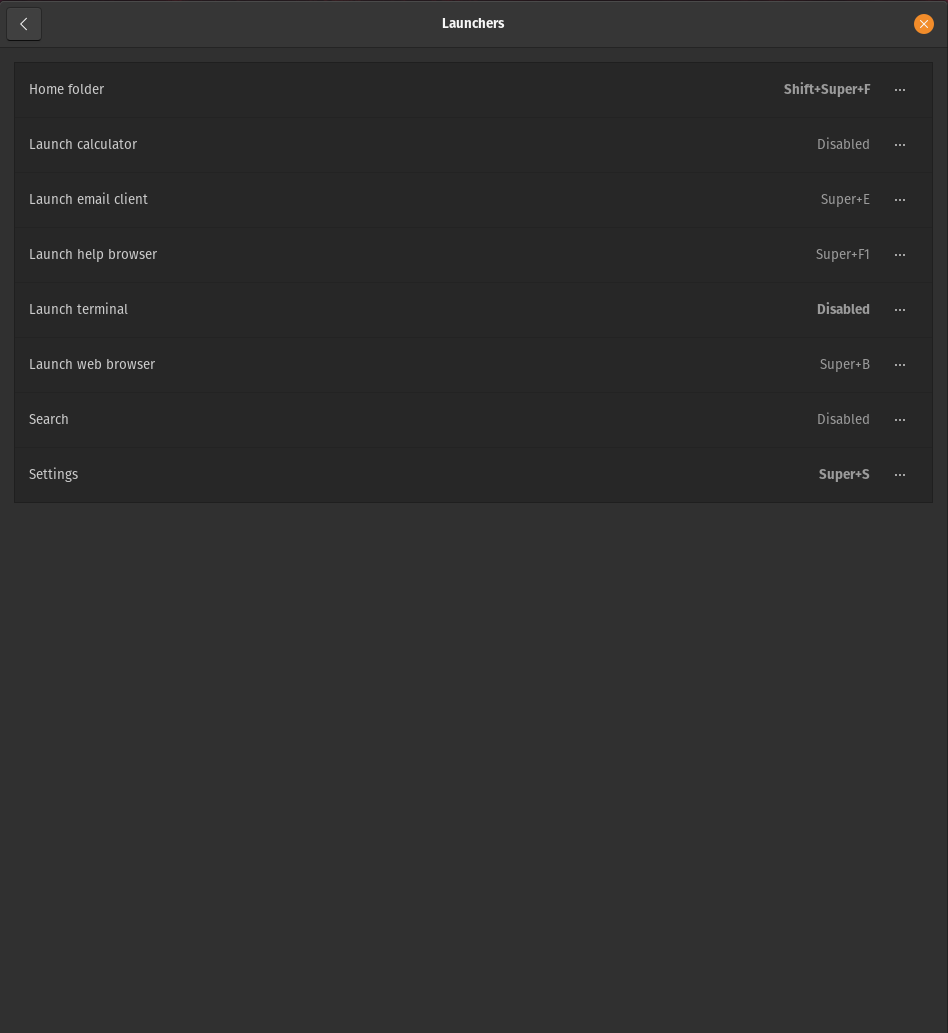 Launchers
Home folder Shift+Super+F
Launch calculator Disabled
Launch email client Super+E
Launch help browser Super+F1
Launch terminal Disabled
Launch web browser Super+B
Search Disabled
Settings Super+S